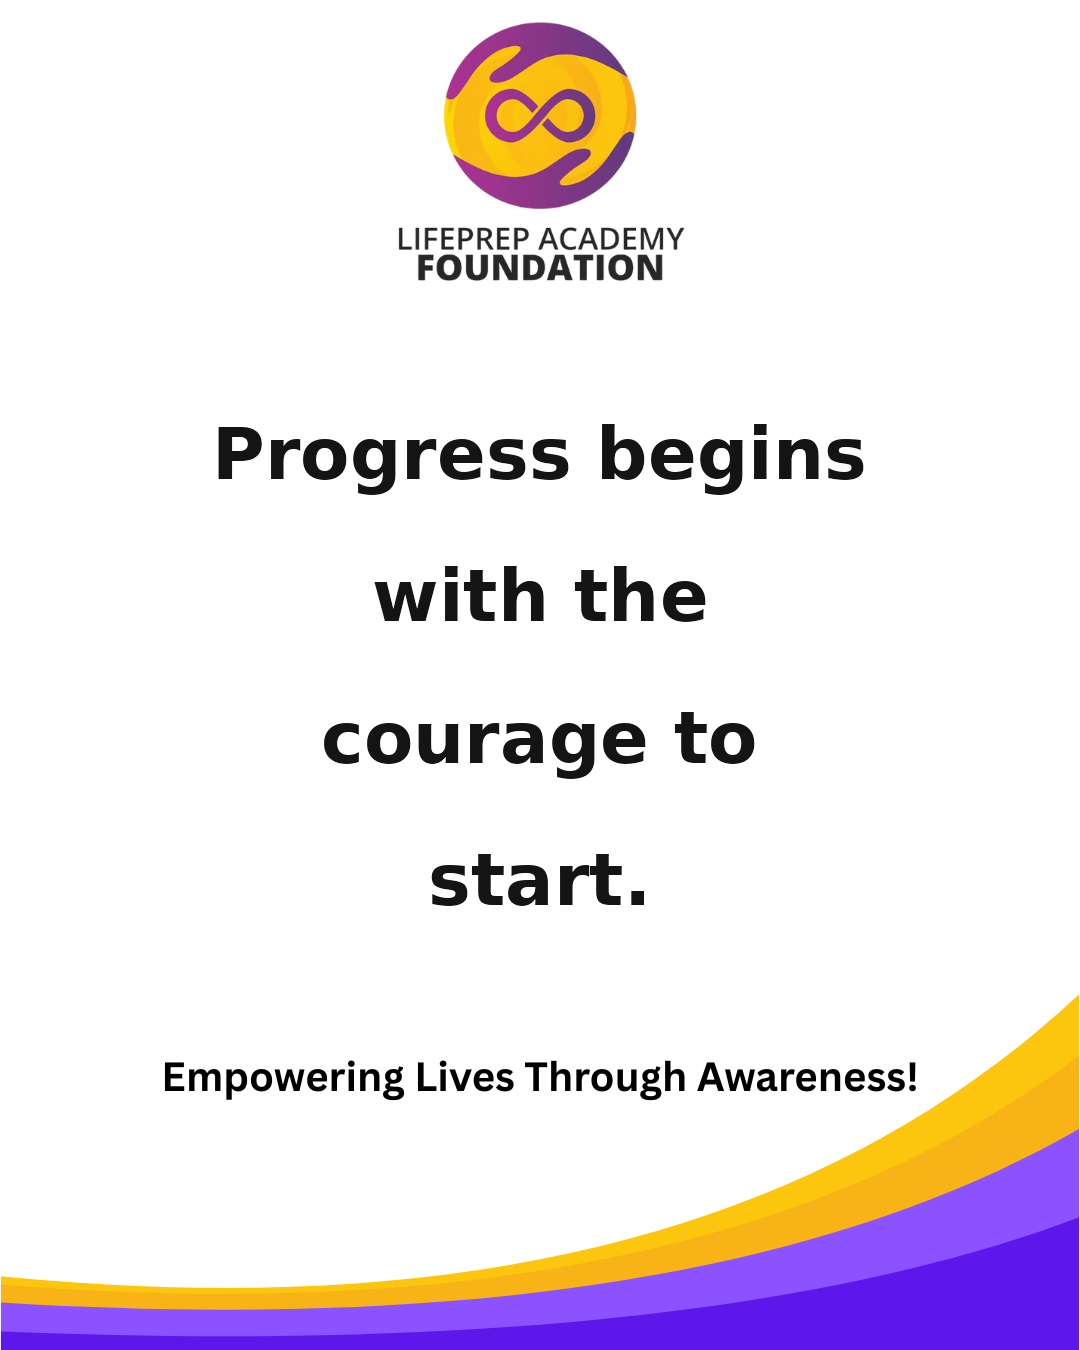 LIFEPREP ACADEMY
FOUNDATION
Progress begins
with the
courage to
start.
Empowering Lives Through Awareness!